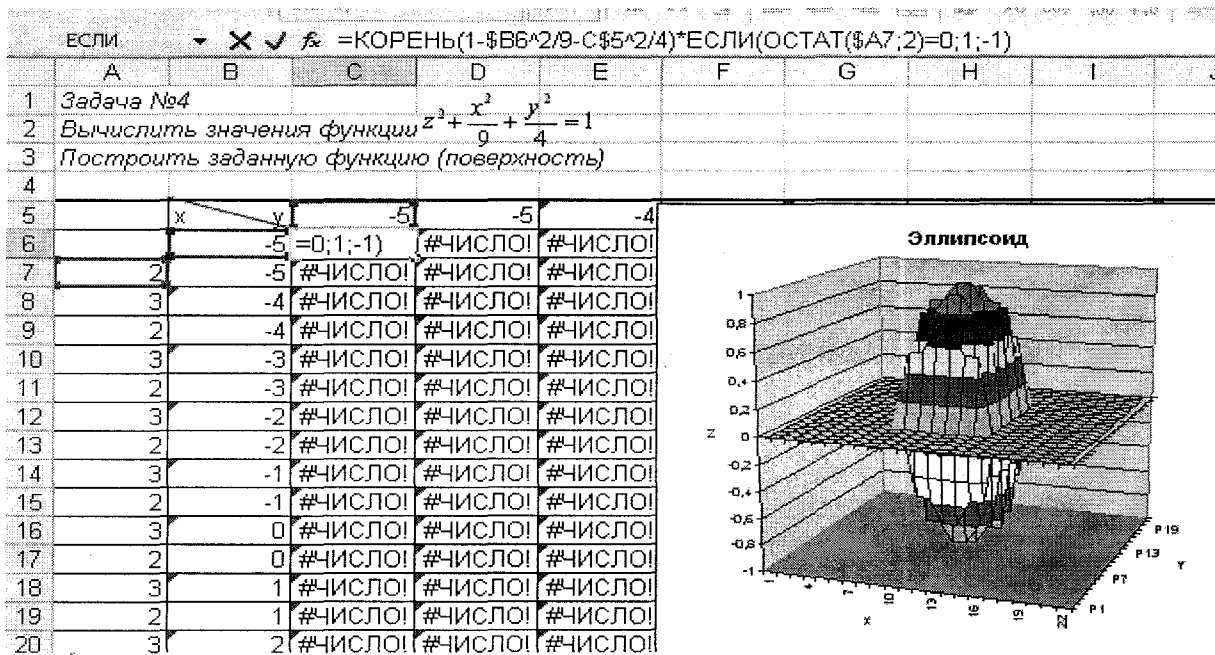 ЕСЛИ =КОРЕНЬ(1-$B6^2/9-C$5^2/4)*ЕСЛИ(ОСТАТ($A7;2)=0;1;-1)
A B C D E F G H I J
1 Задача №4
2 Вычислить значения функции z²+x²/9+y²/4=1
3 Построить заданную функцию (поверхность)
4
5 x y -5 -5 -4
6 -5 =0;1;-1) #ЧИСЛО! #ЧИСЛО!
7 2 -5 #ЧИСЛО! #ЧИСЛО! #ЧИСЛО!
8 3 -4 #ЧИСЛО! #ЧИСЛО! #ЧИСЛО!
9 2 -4 #ЧИСЛО! #ЧИСЛО! #ЧИСЛО!
10 3 -3 #ЧИСЛО! #ЧИСЛО! #ЧИСЛО!
11 2 -3 #ЧИСЛО! #ЧИСЛО! #ЧИСЛО!
12 3 -2 #ЧИСЛО! #ЧИСЛО! #ЧИСЛО!
13 2 -2 #ЧИСЛО! #ЧИСЛО! #ЧИСЛО!
14 3 -1 #ЧИСЛО! #ЧИСЛО! #ЧИСЛО!
15 2 -1 #ЧИСЛО! #ЧИСЛО! #ЧИСЛО!
16 3 0 #ЧИСЛО! #ЧИСЛО! #ЧИСЛО!
17 2 0 #ЧИСЛО! #ЧИСЛО! #ЧИСЛО!
18 3 1 #ЧИСЛО! #ЧИСЛО! #ЧИСЛО!
19 2 1 #ЧИСЛО! #ЧИСЛО! #ЧИСЛО!
20 3 2 #ЧИСЛО! #ЧИСЛО! #ЧИСЛО!
Эллипсоид
1
0,8
0,6
0,4
0,2
0
-0,2
-0,4
-0,6
-0,8
-1
Z
1 4 7 10 13 16 19 22
X
P19
P13
P7
P1
Y